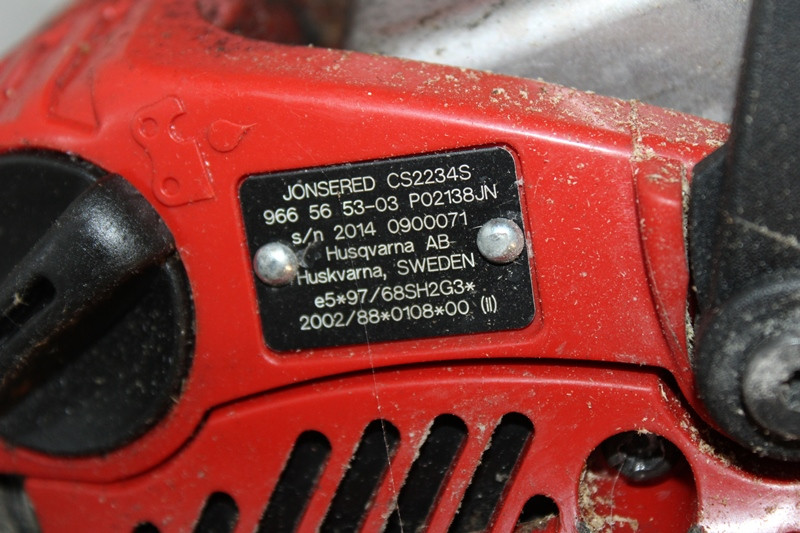 JONSERED CS2234S
966 56 53-03 P02138JN
s/n 2014 0900071
Husqvarna AB
Huskvarna, SWEDEN
e5*97/68SH2G3*
2002/88*0108*00 (II)